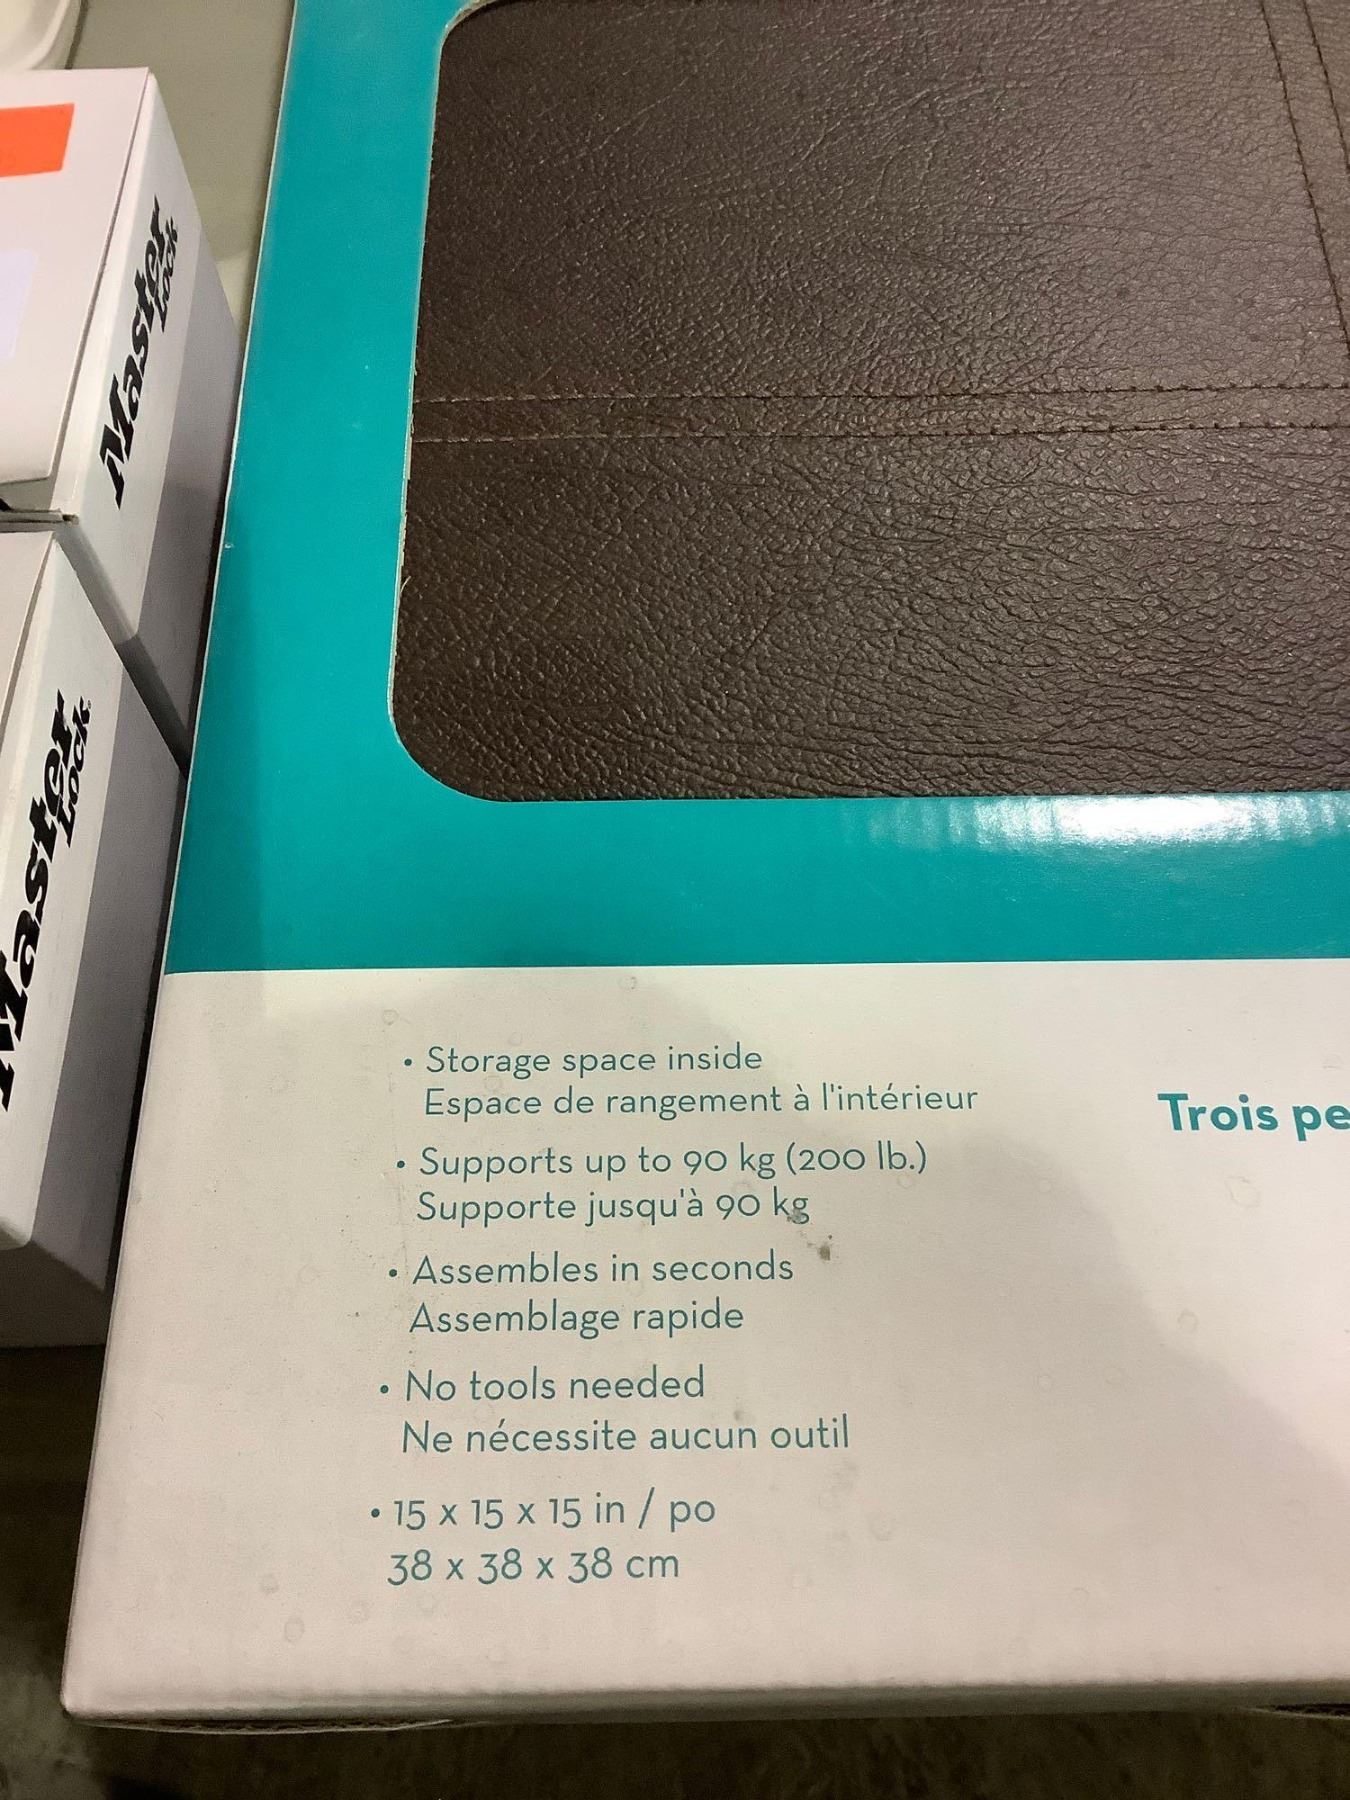 Master
Lock
Master
Lock
• Storage space inside
Espace de rangement à l'intérieur
• Supports up to 90 kg (200 lb.)
Supporte jusqu'à 90 kg
• Assembles in seconds
Assemblage rapide
• No tools needed
Ne nécessite aucun outil
• 15 x 15 x 15 in / po
38 x 38 x 38 cm
Trois pe